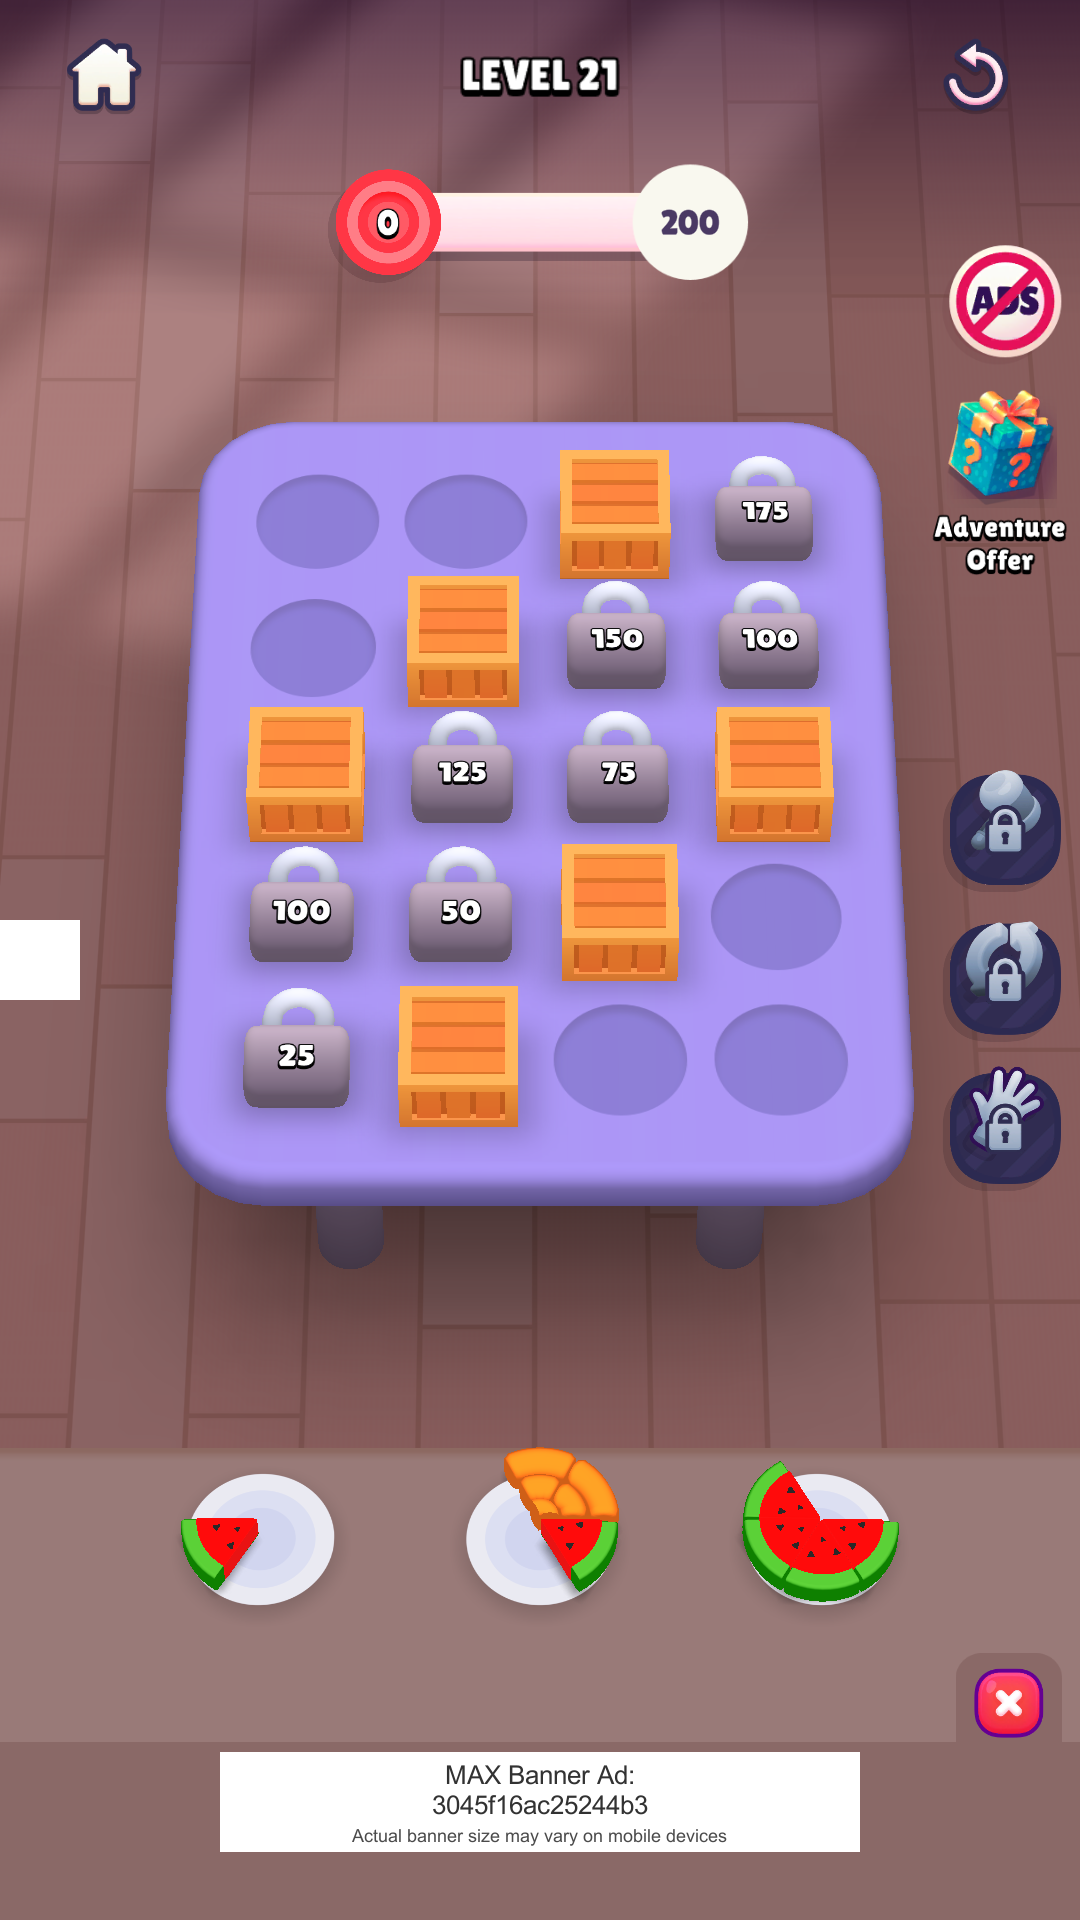 LEVEL 21
0
200
ADS
Adventure
Offer
175
150
100
125
75
100
50
25
MAX Banner Ad:
3045f16ac25244b3
Actual banner size may vary on mobile devices